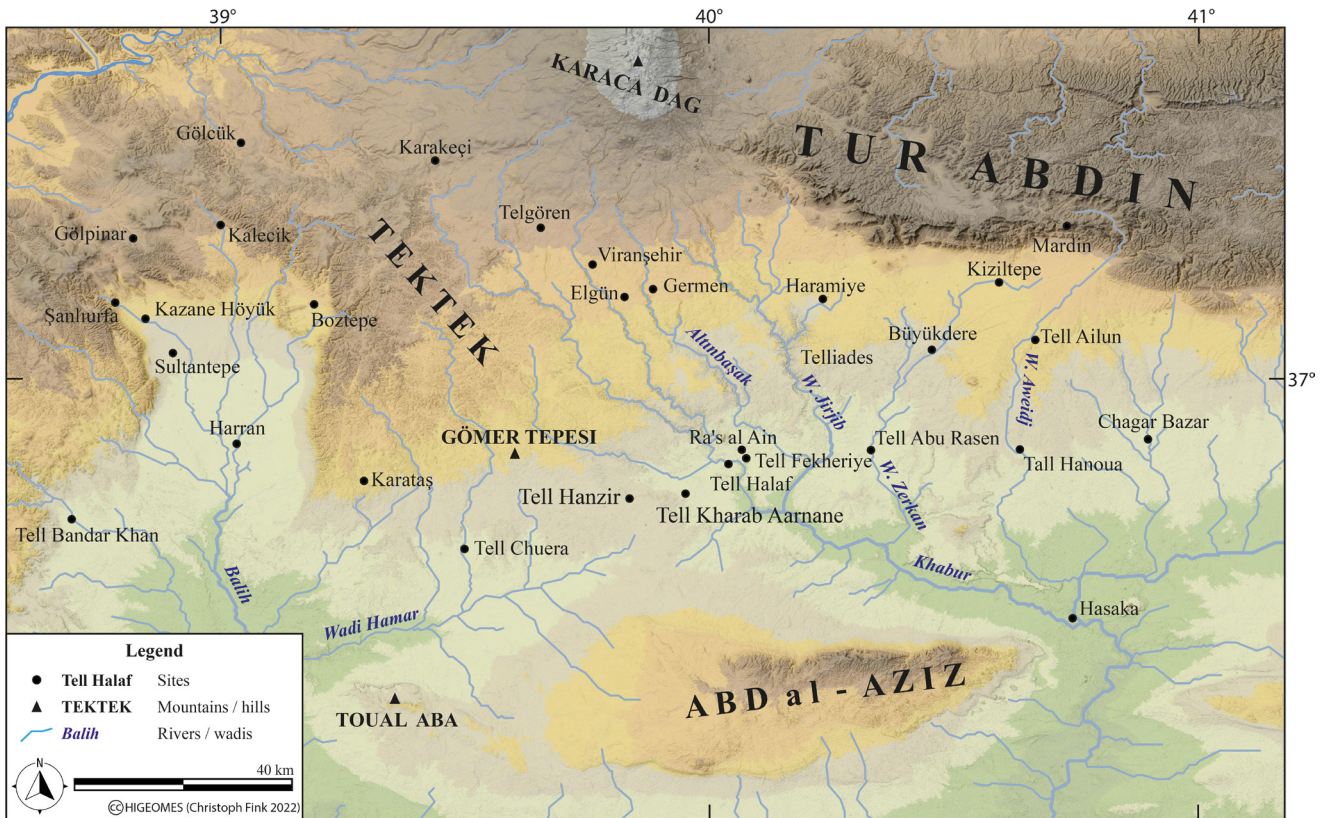 39°
40°
41°
KARACA DAG
TUR ABDIN
Gölcük
Karakeçi
Telgören
TEKTEK
Gölpinar
Kalecik
Mardin
Viranşehir
Kiziltepe
Elgün
Germen
Haramiye
Şanlıurfa
Kazane Höyük
Boztepe
Büyükdere
Tell Ailun
Sultantepe
Altınbaşak
Telliades
W. Jirjib
W. Aweidj
37°
Harran
GÖMER TEPESI
Ra's al Ain
Tell Abu Rasen
Chagar Bazar
Tell Fekheriye
Tall Hanoua
Karataş
Tell Halaf
W. Zerkan
Tell Hanzir
Tell Kharab Aarnane
Tell Bandar Khan
Tell Chuera
Khabur
Balih
Hasaka
Wadi Hamar
ABD al - AZIZ
TOUAL ABA
Legend
Tell Halaf Sites
TEKTEK Mountains / hills
Balih Rivers / wadis
N
40 km
CC HIGEOMES (Christoph Fink 2022)